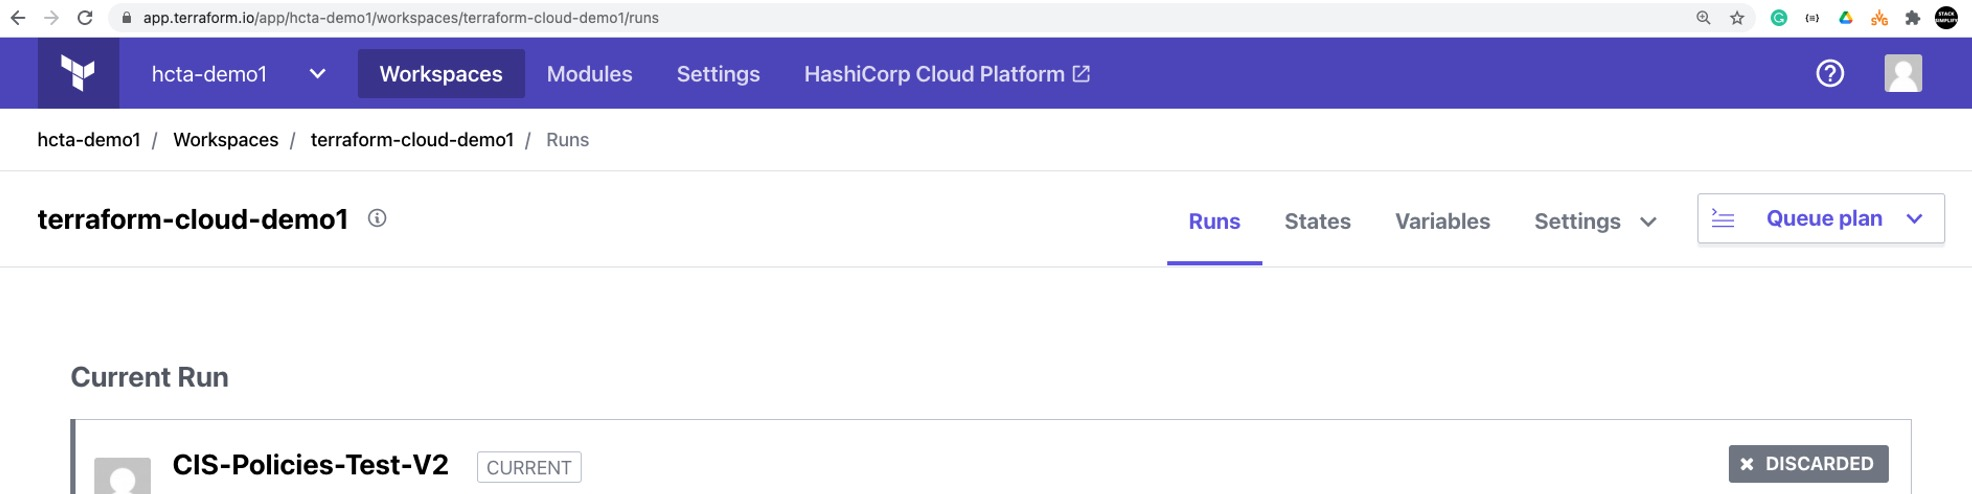 app.terraform.io/app/hcta-demo1/workspaces/terraform-cloud-demo1/runs
hcta-demo1 Workspaces Modules Settings HashiCorp Cloud Platform
hcta-demo1 / Workspaces / terraform-cloud-demo1 / Runs
terraform-cloud-demo1 Runs States Variables Settings Queue plan
Current Run
CIS-Policies-Test-V2 CURRENT DISCARDED